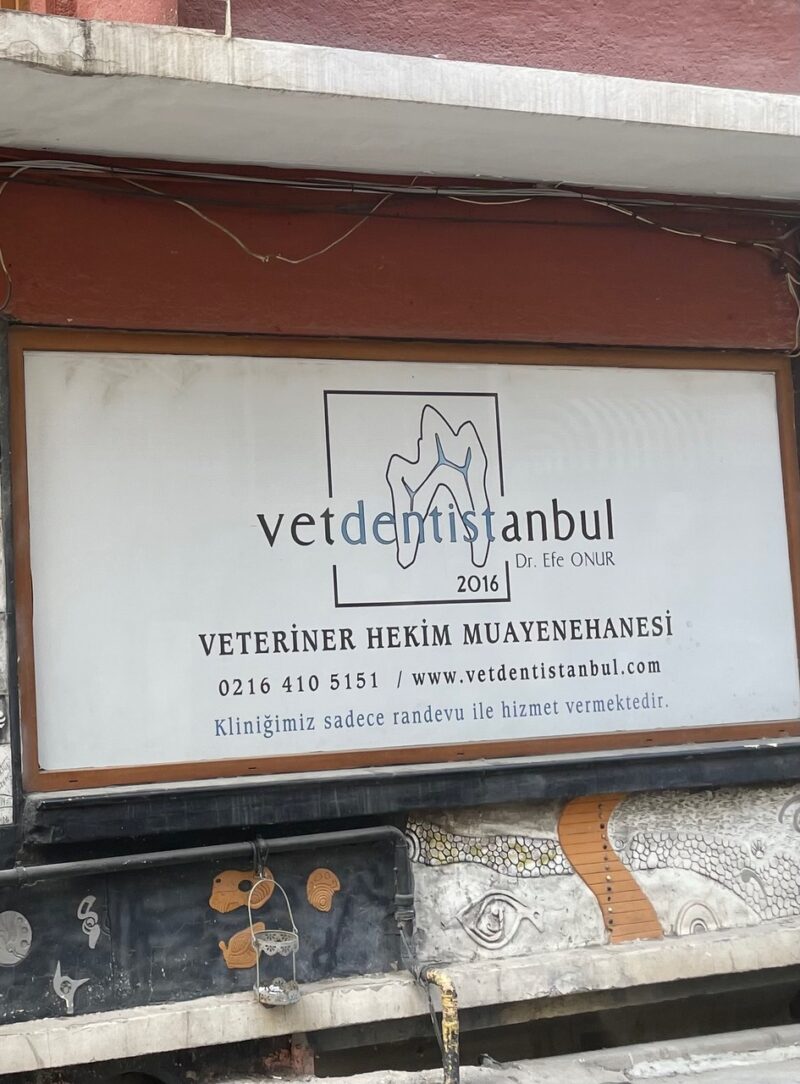 vetdentistanbul
Dr. Efe ONUR
2016
VETERİNER HEKİM MUAYENEHANESİ
0216 410 5151 / www.vetdentistanbul.com
Kliniğimiz sadece randevu ile hizmet vermektedir.